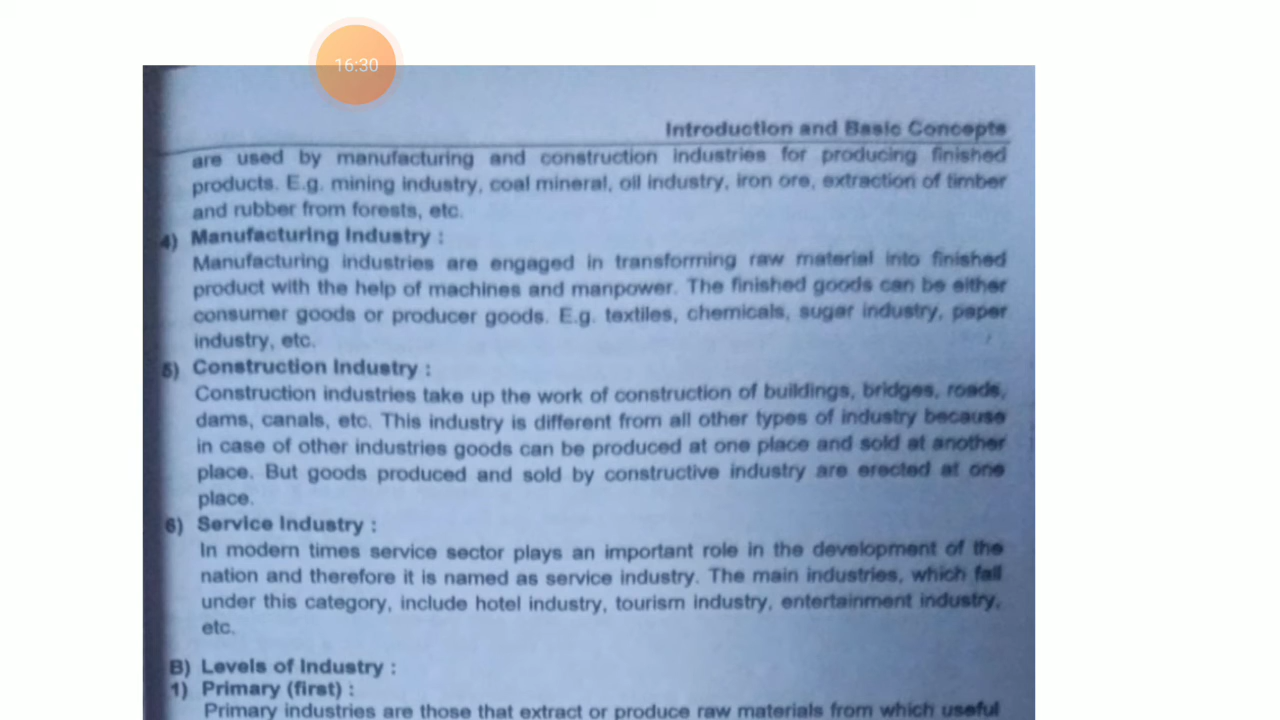 16:30
Introduction and Basic Concepts
are used by manufacturing and construction industries for producing finished
products. E.g. mining industry, coal mineral, oil industry, iron ore, extraction of timber
and rubber from forests, etc.
4) Manufacturing Industry :
Manufacturing industries are engaged in transforming raw material into finished
product with the help of machines and manpower. The finished goods can be either
consumer goods or producer goods. E.g. textiles, chemicals, sugar industry, paper
industry, etc.
5) Construction Industry :
Construction industries take up the work of construction of buildings, bridges, roads,
dams, canals, etc. This industry is different from all other types of industry because
in case of other industries goods can be produced at one place and sold at another
place. But goods produced and sold by constructive industry are erected at one
place.
6) Service Industry :
In modern times service sector plays an important role in the development of the
nation and therefore it is named as service industry. The main industries, which fall
under this category, include hotel industry, tourism industry, entertainment industry,
etc.
B) Levels of Industry :
1) Primary (first) :
Primary industries are those that extract or produce raw materials from which useful